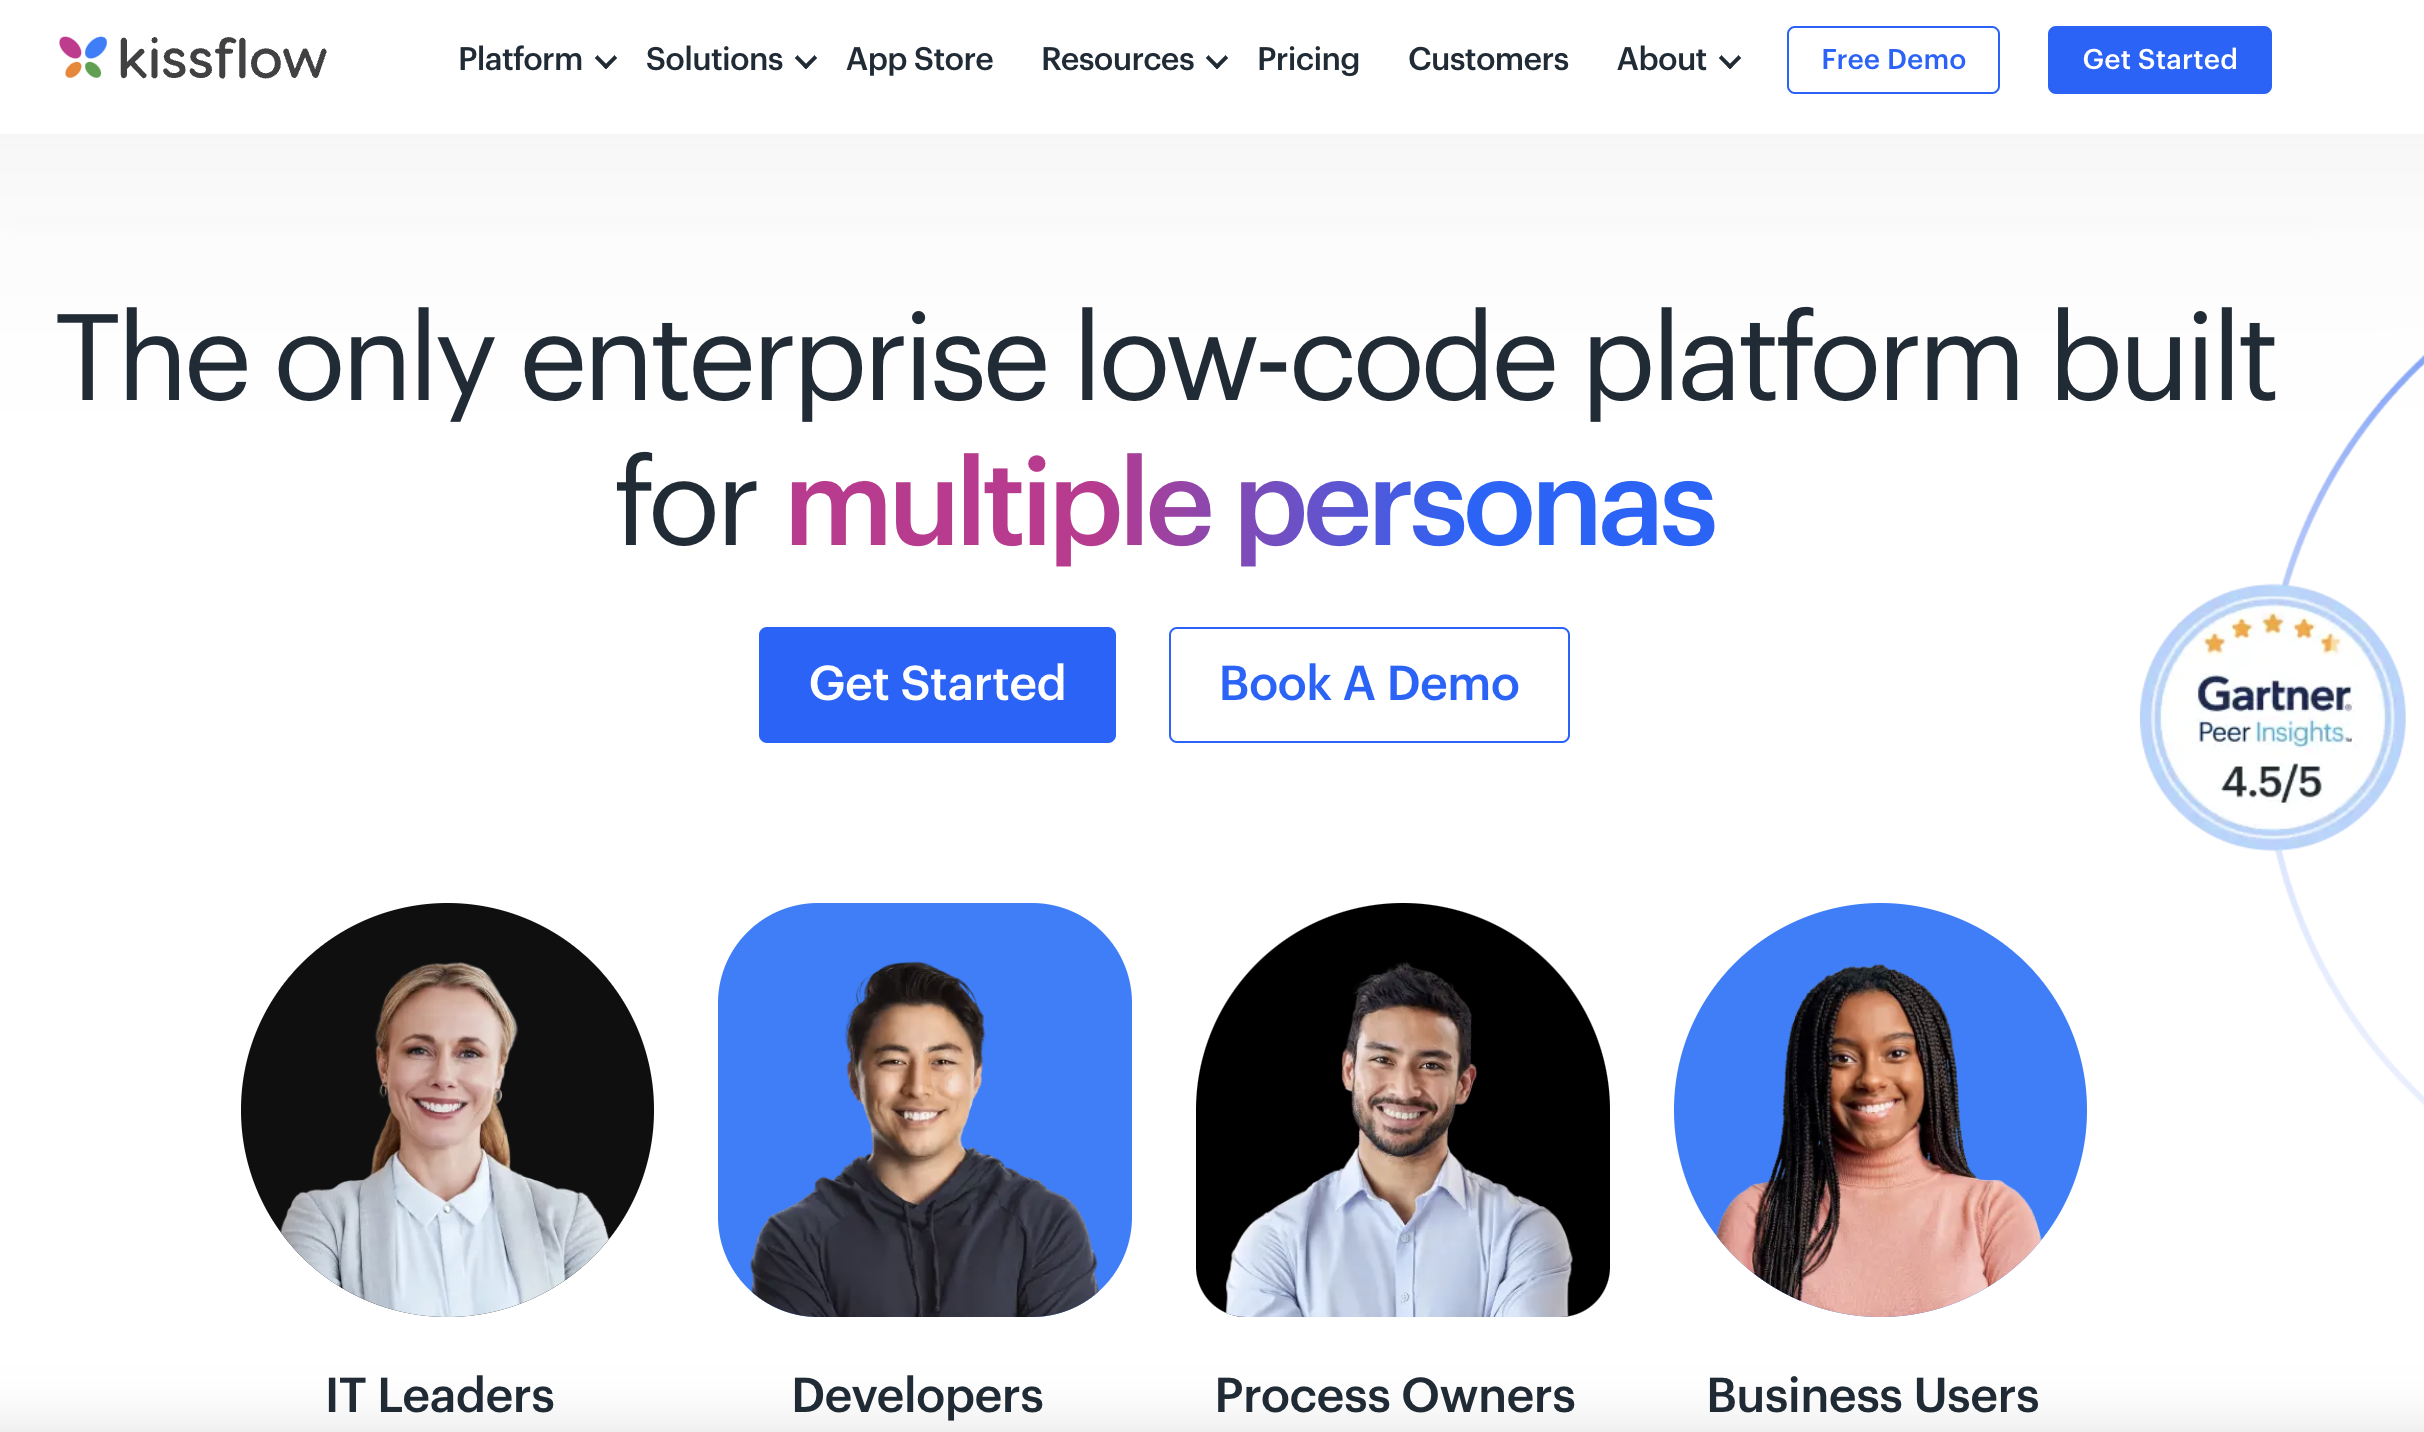 kissflow
Platform
Solutions
App Store
Resources
Pricing
Customers
About
Free Demo
Get Started
The only enterprise low-code platform built
for multiple personas
Get Started
Book A Demo
Gartner®
Peer Insights™
4.5/5
IT Leaders
Developers
Process Owners
Business Users